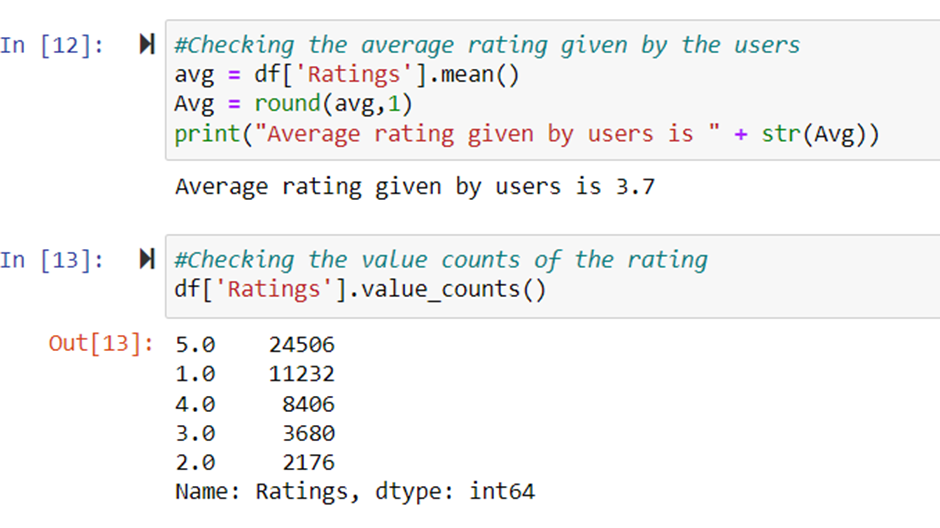 In [12]: #Checking the average rating given by the users
avg = df['Ratings'].mean()
Avg = round(avg,1)
print("Average rating given by users is " + str(Avg))
Average rating given by users is 3.7
In [13]: #Checking the value counts of the rating
df['Ratings'].value_counts()
Out[13]: 5.0    24506
1.0    11232
4.0     8406
3.0     3680
2.0     2176
Name: Ratings, dtype: int64